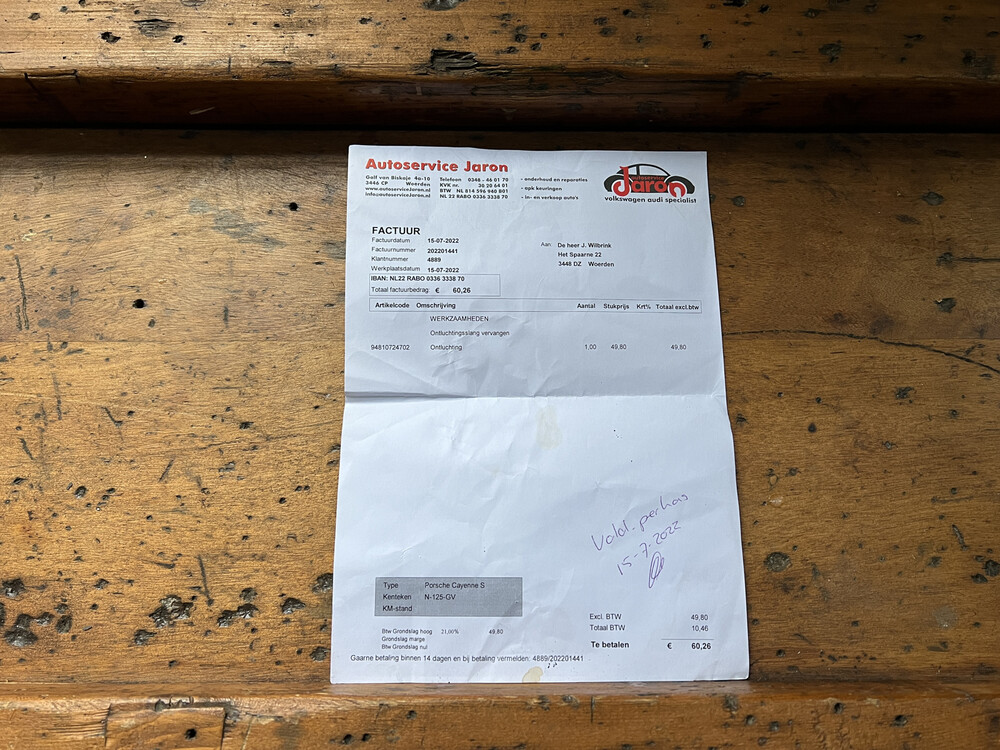 Autoservice Jaron
Golf van Biskaje 4a-10 Telefoon 0348 - 46 01 70 - onderhoud en reparaties
3446 CP Woerden KVK nr. 30 20 64 01 - apk keuringen
www.autoserviceJaron.nl BTW NL 814 596 940 B01
info@autoserviceJaron.nl NL 22 RABO 0336 3338 70 - in- en verkoop auto's
autoservice
Jaron
volkswagen audi specialist
FACTUUR
Factuurdatum 15-07-2022
Factuurnummer 202201441
Klantnummer 4889
Werkplaatsdatum 15-07-2022
Aan: De heer J. Wilbrink
Het Spaarne 22
3448 DZ Woerden
IBAN: NL22 RABO 0336 3338 70
Totaal factuurbedrag: € 60,26
Artikelcode Omschrijving Aantal Stukprijs Krt% Totaal excl.btw
WERKZAAMHEDEN
Ontluchtingsslang vervangen
94810724702 Ontluchting 1,00 49,80 49,80
Vold. per kas
15-7-2022
Type Porsche Cayenne S
Kenteken N-125-GV
KM-stand
Excl. BTW 49,80
Totaal BTW 10,46
Te betalen € 60,26
Btw Grondslag hoog 21,00% 49,80
Grondslag marge
Btw Grondslag nul
Gaarne betaling binnen 14 dagen en bij betaling vermelden: 4889/202201441